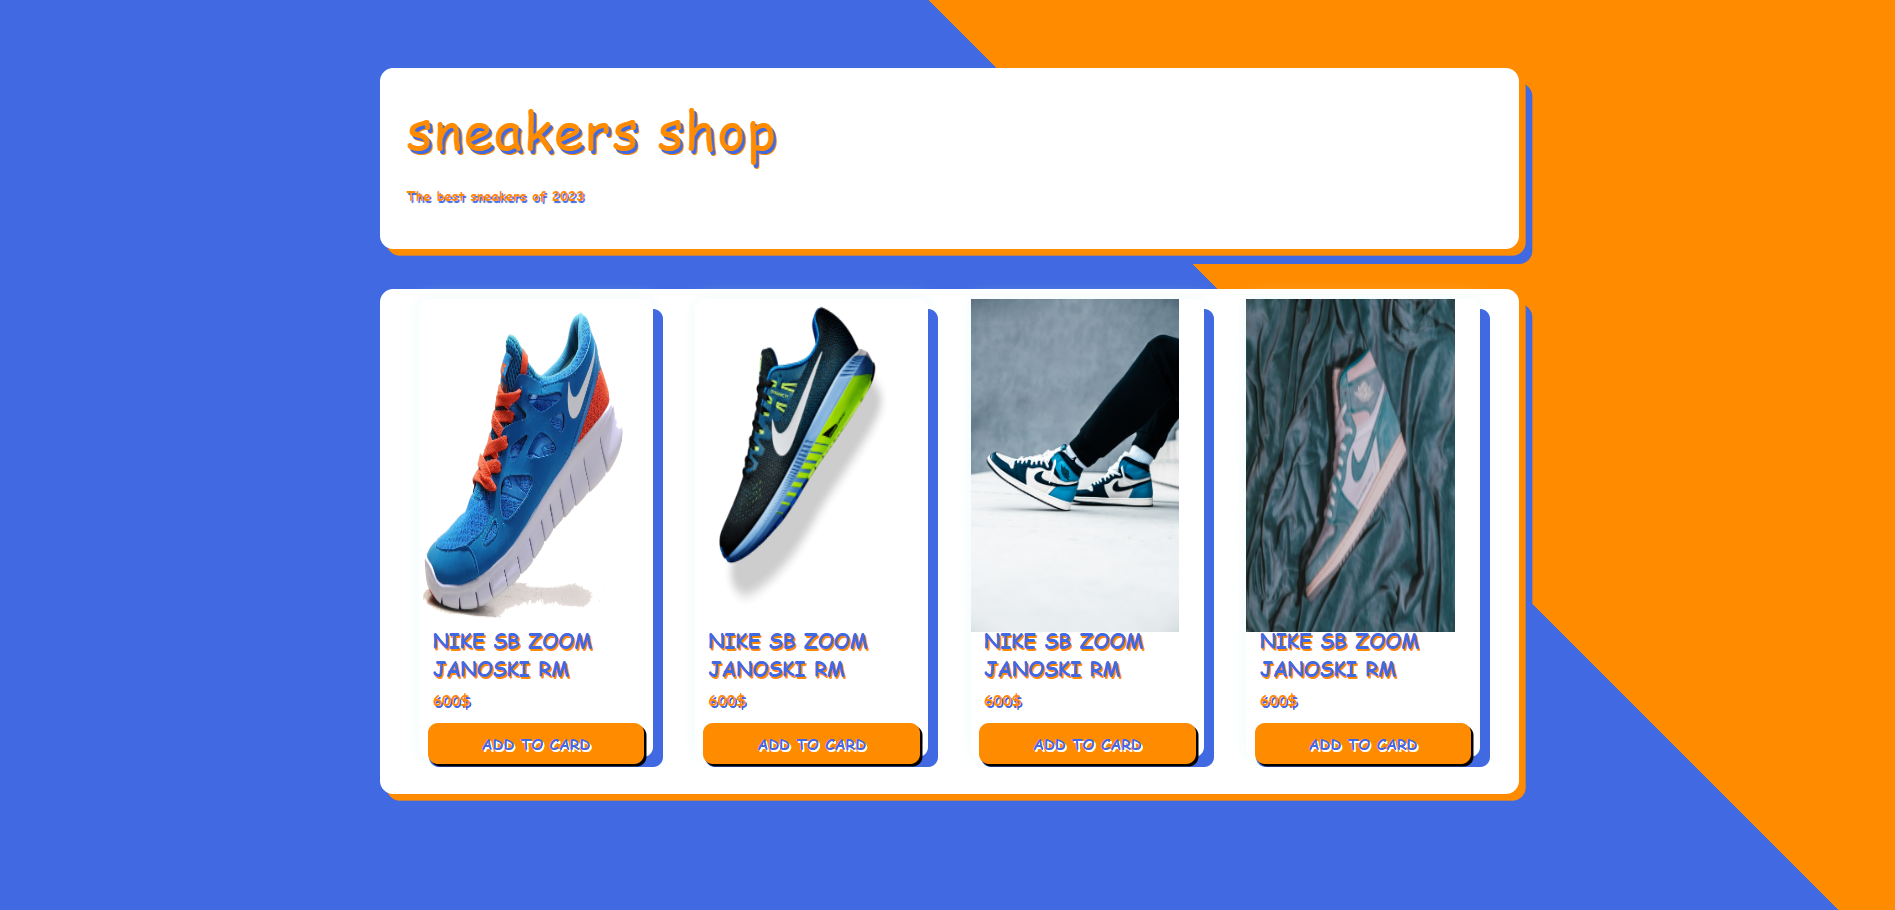 sneakers shop
The best sneakers of 2023
NIKE SB ZOOM
JANOSKI RM
600$
ADD TO CARD
NIKE SB ZOOM
JANOSKI RM
600$
ADD TO CARD
NIKE SB ZOOM
JANOSKI RM
600$
ADD TO CARD
NIKE SB ZOOM
JANOSKI RM
600$
ADD TO CARD